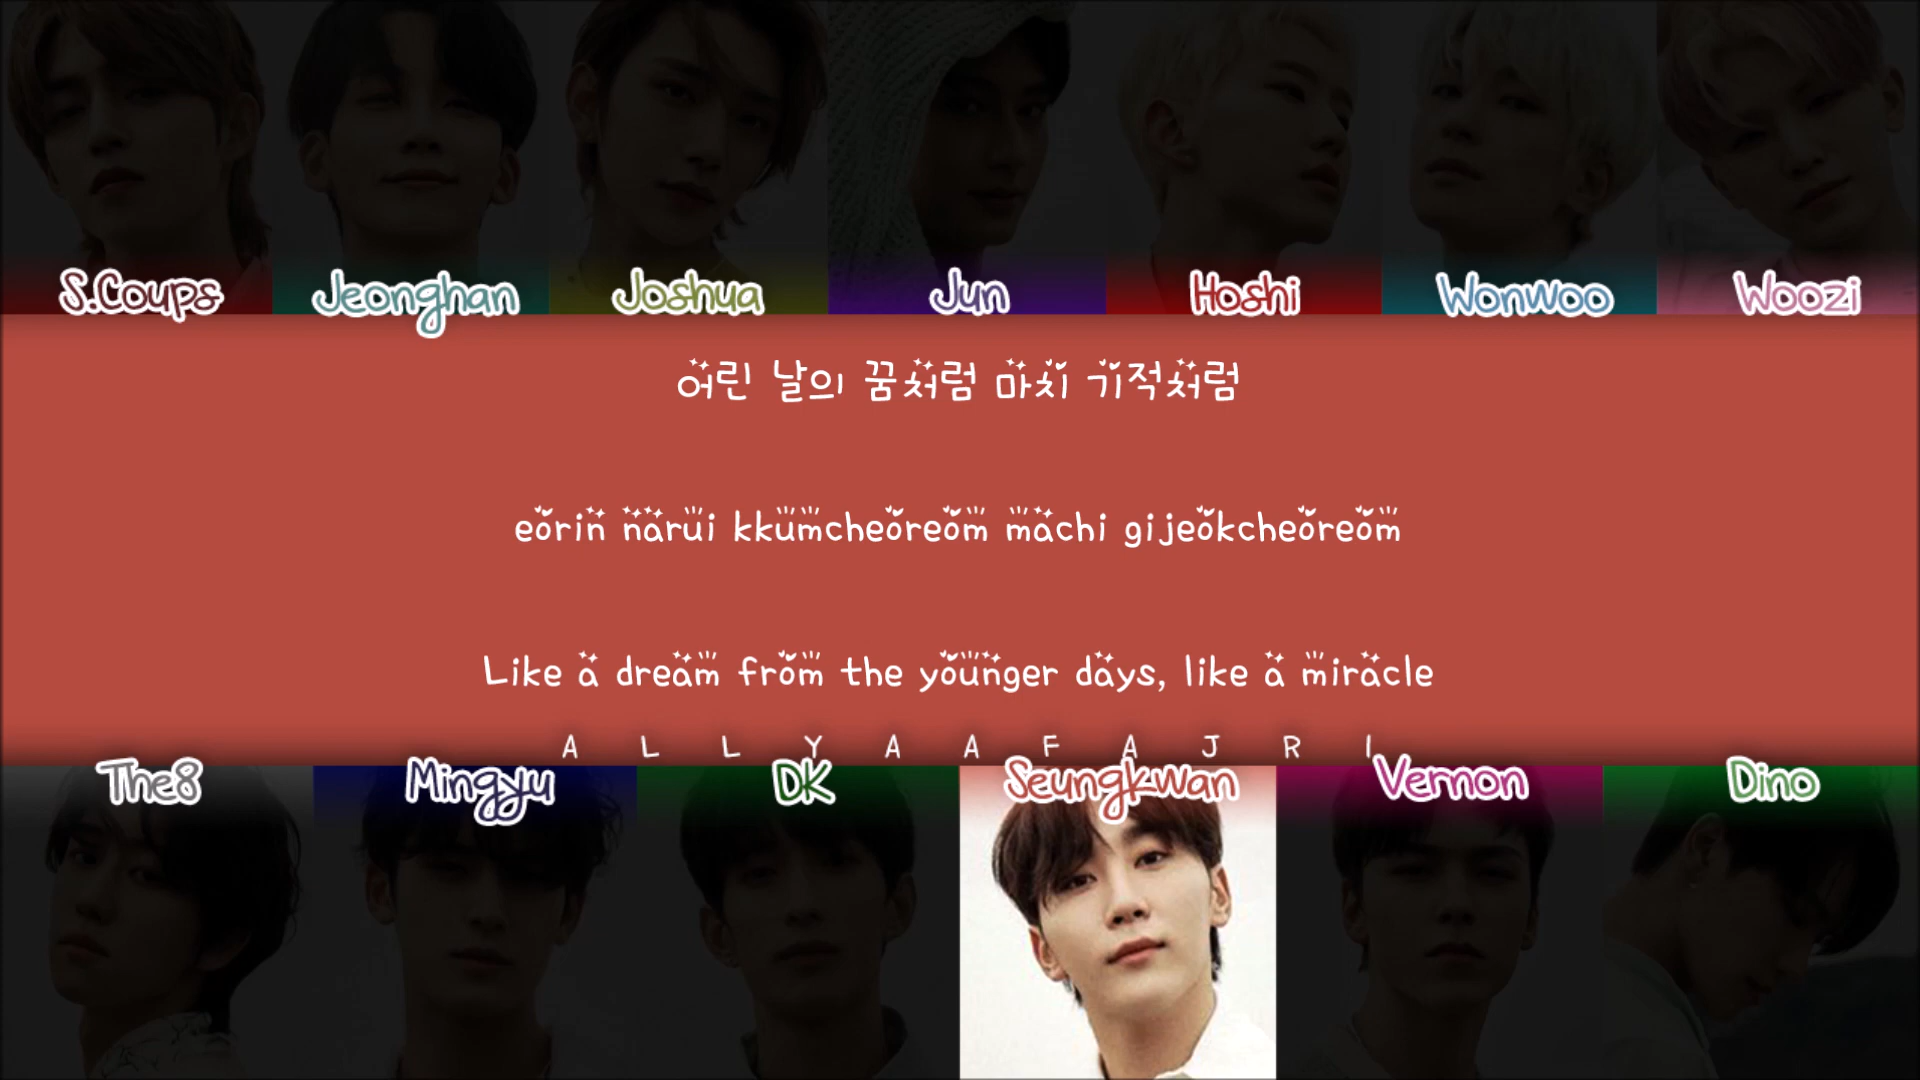 S.Coups Jeonghan Joshua Jun Hoshi Wonwoo Woozi
어린 날의 꿈처럼 마치 기적처럼
eorin narui kkumcheoreom machi gijeokcheoreom
Like a dream from the younger days, like a miracle
A L L Y A A F A J R I
The8 Mingyu DK Seungkwan Vernon Dino